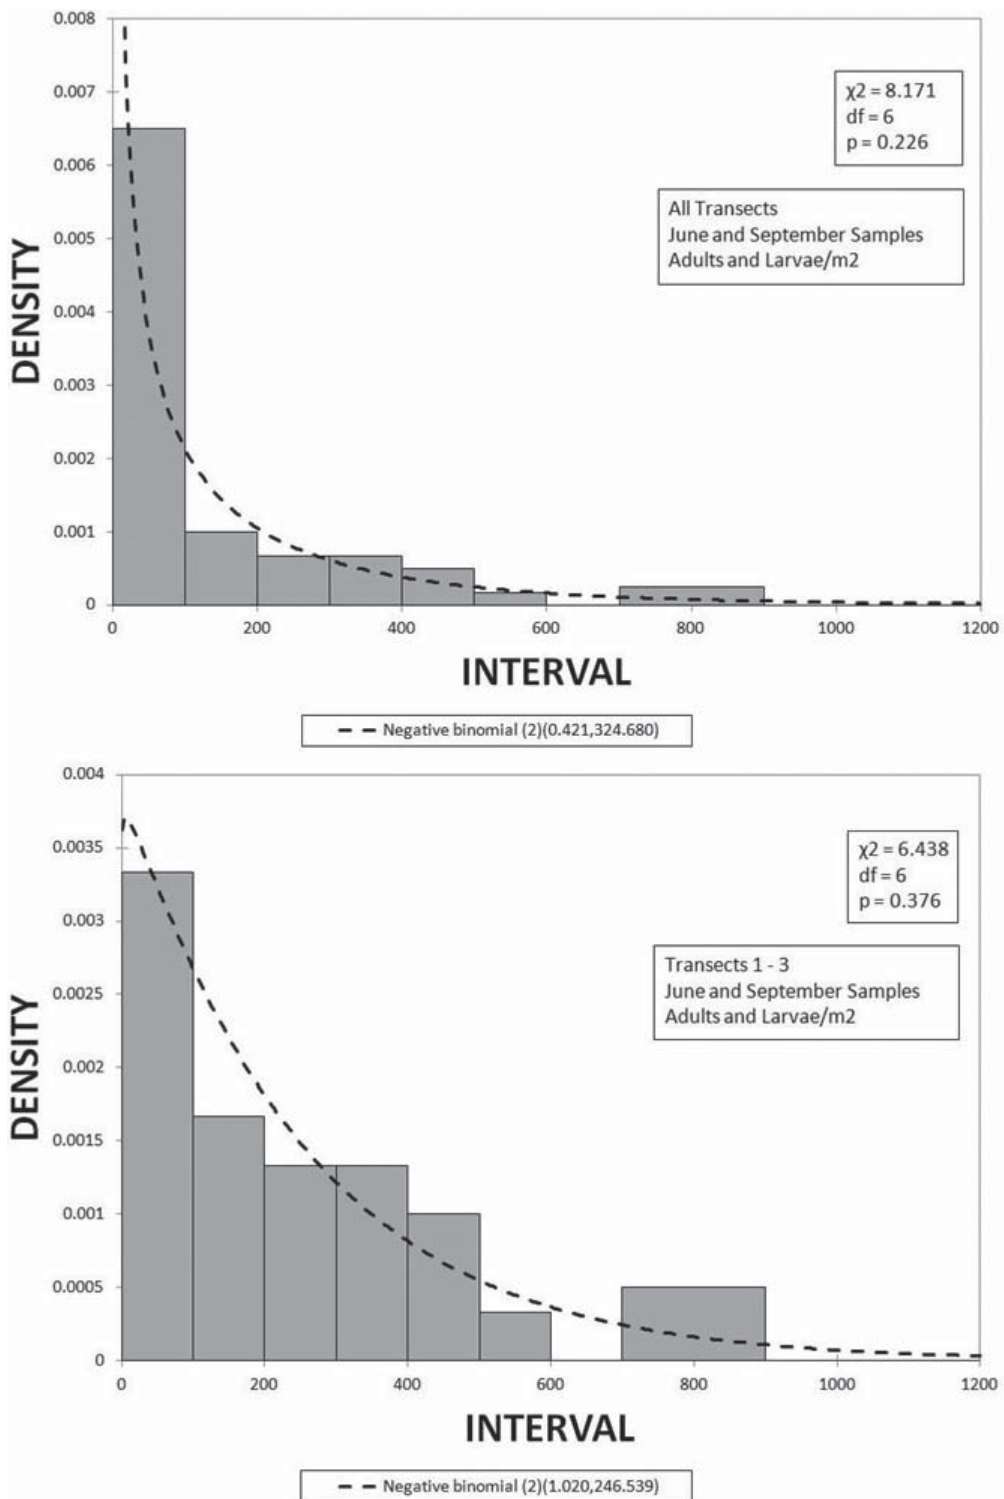 0.008
0.007
0.006
0.005
0.004
0.003
0.002
0.001
0
DENSITY
χ2 = 8.171
df = 6
p = 0.226
All Transects
June and September Samples
Adults and Larvae/m2
0 200 400 600 800 1000 1200
INTERVAL
Negative binomial (2)(0.421,324.680)
0.004
0.0035
0.003
0.0025
0.002
0.0015
0.001
0.0005
0
DENSITY
χ2 = 6.438
df = 6
p = 0.376
Transects 1 - 3
June and September Samples
Adults and Larvae/m2
0 200 400 600 800 1000 1200
INTERVAL
Negative binomial (2)(1.020,246.539)